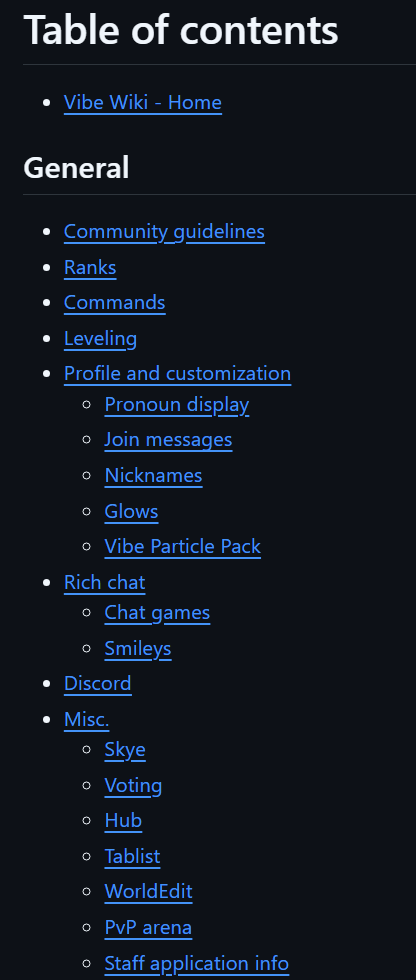 Table of contents
Vibe Wiki - Home
General
Community guidelines
Ranks
Commands
Leveling
Profile and customization
Pronoun display
Join messages
Nicknames
Glows
Vibe Particle Pack
Rich chat
Chat games
Smileys
Discord
Misc.
Skye
Voting
Hub
Tablist
WorldEdit
PvP arena
Staff application info